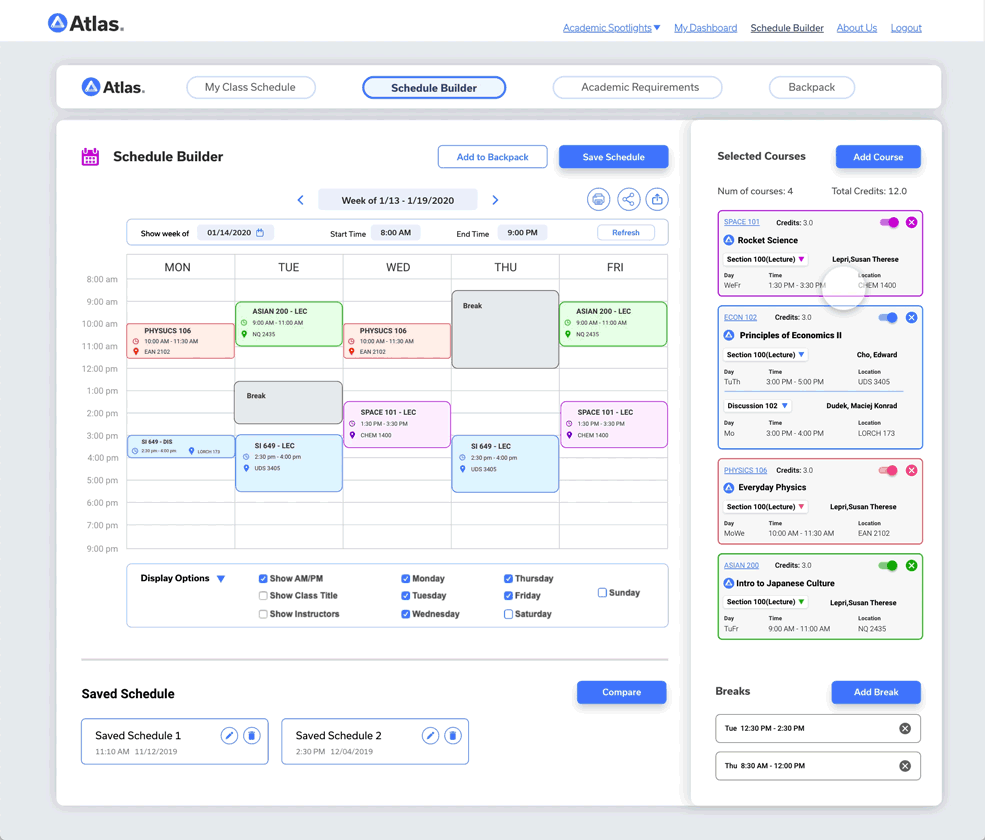 Atlas.
Academic Spotlights ▼ My Dashboard Schedule Builder About Us Logout
Atlas. My Class Schedule Schedule Builder Academic Requirements Backpack
Schedule Builder Add to Backpack Save Schedule
Week of 1/13 - 1/19/2020
Show week of 01/14/2020 Start Time 8:00 AM End Time 9:00 PM Refresh
MON TUE WED THU FRI
8:00 am
9:00 am
10:00 am
11:00 am
12:00 pm
1:00 pm
2:00 pm
3:00 pm
4:00 pm
5:00 pm
6:00 pm
7:00 pm
9:00 pm
PHYSUCS 106
10:00 AM - 11:30 AM
EAN 2102
SI 649 - DIS
2:30 pm - 4:00 pm LORCH 173
ASIAN 200 - LEC
9:00 AM - 11:00 AM
NQ 2435
Break
SI 649 - LEC
2:30 pm - 4:00 pm
UDS 3405
PHYSUCS 106
10:00 AM - 11:30 AM
EAN 2102
SPACE 101 - LEC
1:30 PM - 3:30 PM
CHEM 1400
Break
SI 649 - LEC
2:30 pm - 4:00 pm
UDS 3405
ASIAN 200 - LEC
9:00 AM - 11:00 AM
NQ 2435
SPACE 101 - LEC
1:30 PM - 3:30 PM
CHEM 1400
Display Options ▼
Show AM/PM Monday Thursday
Show Class Title Tuesday Friday Sunday
Show Instructors Wednesday Saturday
Saved Schedule Compare
Saved Schedule 1
11:10 AM 11/12/2019
Saved Schedule 2
2:30 PM 12/04/2019
Selected Courses Add Course
Num of courses: 4 Total Credits: 12.0
SPACE 101 Credits: 3.0
Rocket Science
Section 100(Lecture) ▼ Lepri,Susan Therese
Day Time Location
WeFr 1:30 PM - 3:30 PM CHEM 1400
ECON 102 Credits: 3.0
Principles of Economics II
Section 100(Lecture) ▼ Cho, Edward
Day Time Location
TuTh 3:00 PM - 5:00 PM UDS 3405
Discussion 102 ▼ Dudek, Maciej Konrad
Day Time Location
Mo 3:00 PM - 4:00 PM LORCH 173
PHYSICS 106 Credits: 3.0
Everyday Physics
Section 100(Lecture) ▼ Lepri,Susan Therese
Day Time Location
MoWe 10:00 AM - 11:30 AM EAN 2102
ASIAN 200 Credits: 3.0
Intro to Japanese Culture
Section 100(Lecture) ▼ Lepri,Susan Therese
Day Time Location
TuFr 9:00 AM - 11:00 AM NQ 2435
Breaks Add Break
Tue 12:30 PM - 2:30 PM
Thu 8:30 AM - 12:00 PM